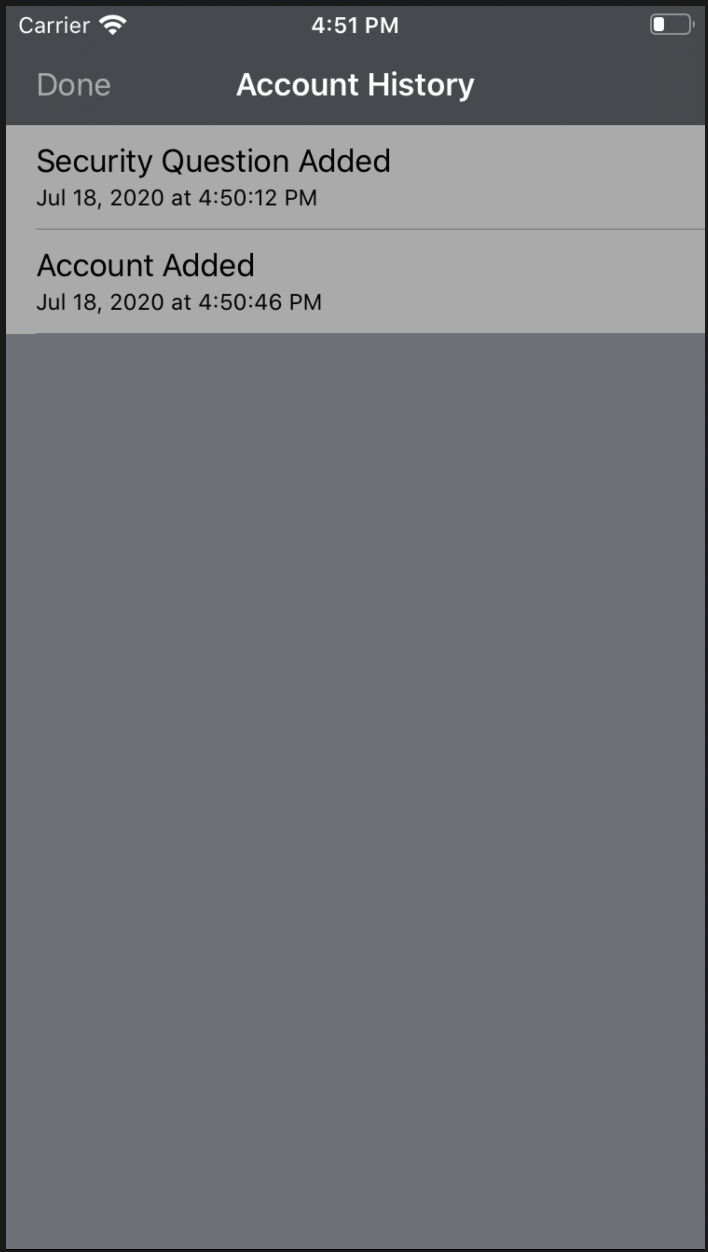 Carrier
4:51 PM
Done
Account History
Security Question Added
Jul 18, 2020 at 4:50:12 PM
Account Added
Jul 18, 2020 at 4:50:46 PM